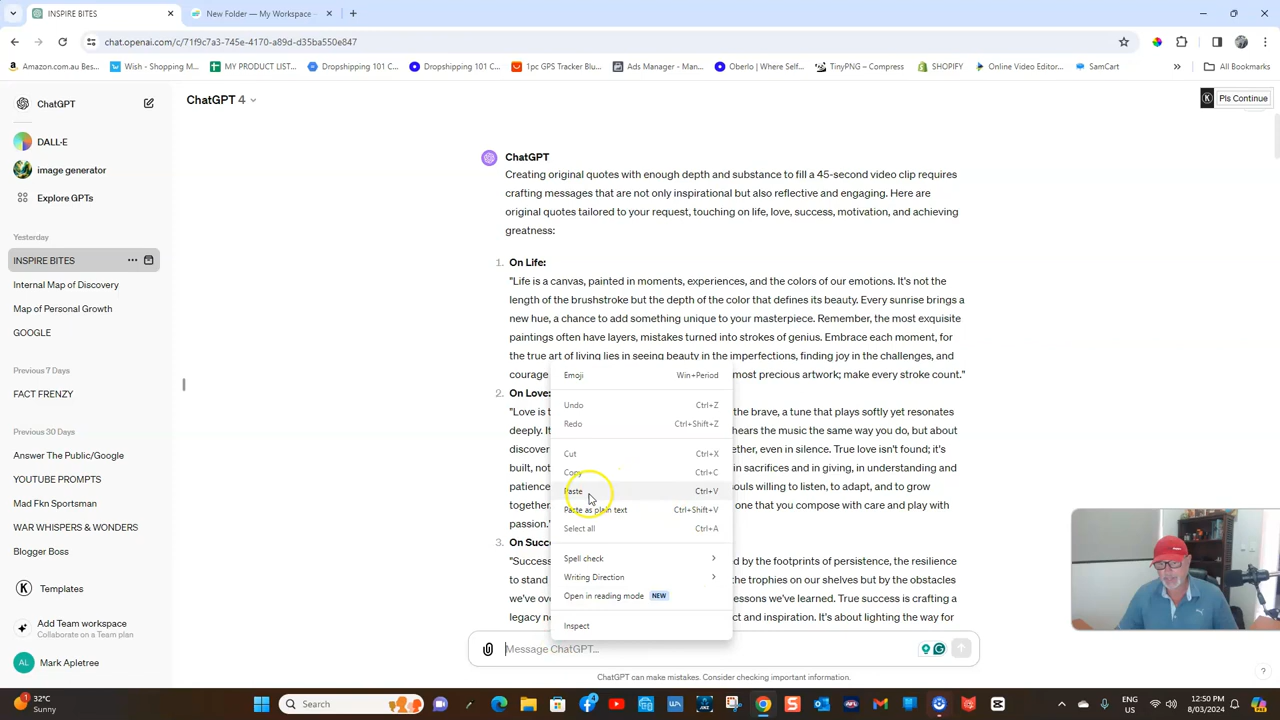 INSPIRE BITES
New Folder — My Workspace
chat.openai.com/c/71f9c7a3-745e-4170-a89d-d35ba550e847
Amazon.com.au Bes...
Wish - Shopping M...
MY PRODUCT LIST...
Dropshipping 101 C...
Dropshipping 101 C...
1pc GPS Tracker Blu...
Ads Manager - Man...
Oberlo | Where Self...
TinyPNG – Compress
SHOPIFY
Online Video Editor...
SamCart
All Bookmarks
ChatGPT
DALL-E
image generator
Explore GPTs
Yesterday
INSPIRE BITES
Internal Map of Discovery
Map of Personal Growth
GOOGLE
Previous 7 Days
FACT FRENZY
Previous 30 Days
Answer The Public/Google
YOUTUBE PROMPTS
Mad Fkn Sportsman
WAR WHISPERS & WONDERS
Blogger Boss
Templates
Add Team workspace
Collaborate on a Team plan
AL Mark Apletree
ChatGPT 4
K Pls Continue
ChatGPT
Creating original quotes with enough depth and substance to fill a 45-second video clip requires
crafting messages that are not only inspirational but also reflective and engaging. Here are
original quotes tailored to your request, touching on life, love, success, motivation, and achieving
greatness:
1. On Life:
"Life is a canvas, painted in moments, experiences, and the colors of our emotions. It's not the
length of the brushstroke but the depth of the color that defines its beauty. Every sunrise brings a
new hue, a chance to add something unique to your masterpiece. Remember, the most exquisite
paintings often have layers, mistakes turned into strokes of genius. Embrace each moment, for
the true art of living lies in seeing beauty in the imperfections, finding joy in the challenges, and
courage most precious artwork; make every stroke count."
2. On Love:
"Love is t the brave, a tune that plays softly yet resonates
deeply. It hears the music the same way you do, but about
discover ether, even in silence. True love isn't found; it's
built, not in sacrifices and in giving, in understanding and
patience souls willing to listen, to adapt, and to grow
together. one that you compose with care and play with
passion."
3. On Succ
"Success by the footprints of persistence, the resilience
to stand the trophies on our shelves but by the obstacles
we've ov essons we've learned. True success is crafting a
legacy n ct and inspiration. It's about lighting the way for
Emoji Win+Period
Undo Ctrl+Z
Redo Ctrl+Shift+Z
Cut Ctrl+X
Copy Ctrl+C
Paste Ctrl+V
Paste as plain text Ctrl+Shift+V
Select all Ctrl+A
Spell check
Writing Direction
Open in reading mode NEW
Inspect
Message ChatGPT...
ChatGPT can make mistakes. Consider checking important information.
?
32°C
Sunny
Search
ENG
US
12:50 PM
8/03/2024